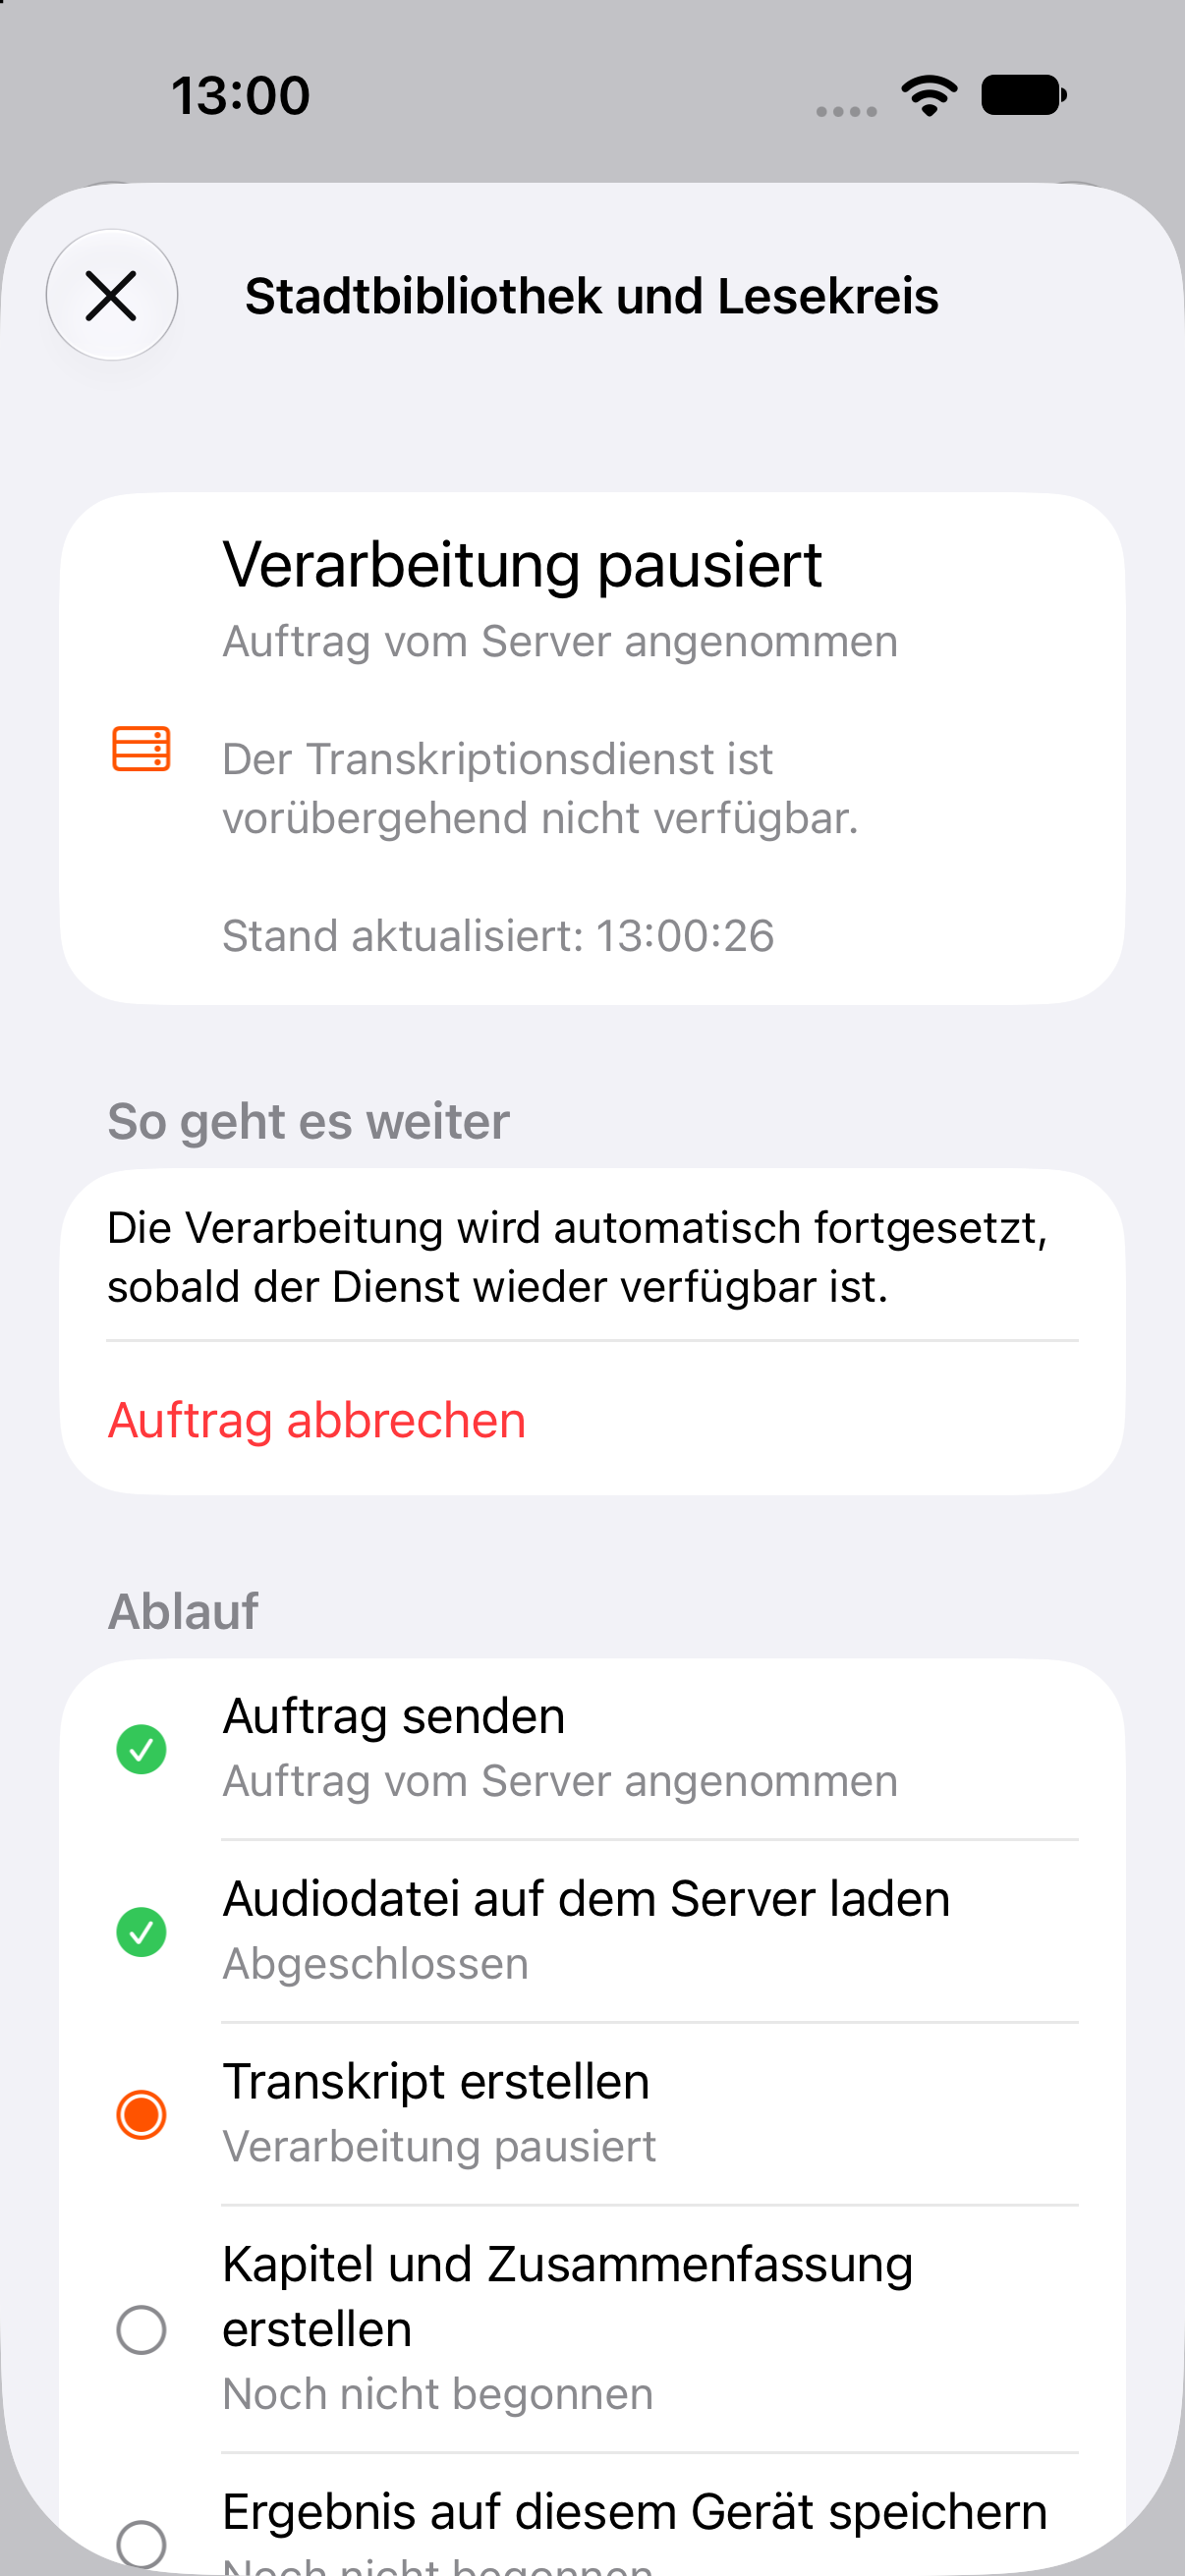 13:00
Stadtbibliothek und Lesekreis
Verarbeitung pausiert
Auftrag vom Server angenommen
Der Transkriptionsdienst ist
vorübergehend nicht verfügbar.
Stand aktualisiert: 13:00:26
So geht es weiter
Die Verarbeitung wird automatisch fortgesetzt,
sobald der Dienst wieder verfügbar ist.
Auftrag abbrechen
Ablauf
Auftrag senden
Auftrag vom Server angenommen
Audiodatei auf dem Server laden
Abgeschlossen
Transkript erstellen
Verarbeitung pausiert
Kapitel und Zusammenfassung
erstellen
Noch nicht begonnen
Ergebnis auf diesem Gerät speichern
Noch nicht begonnen